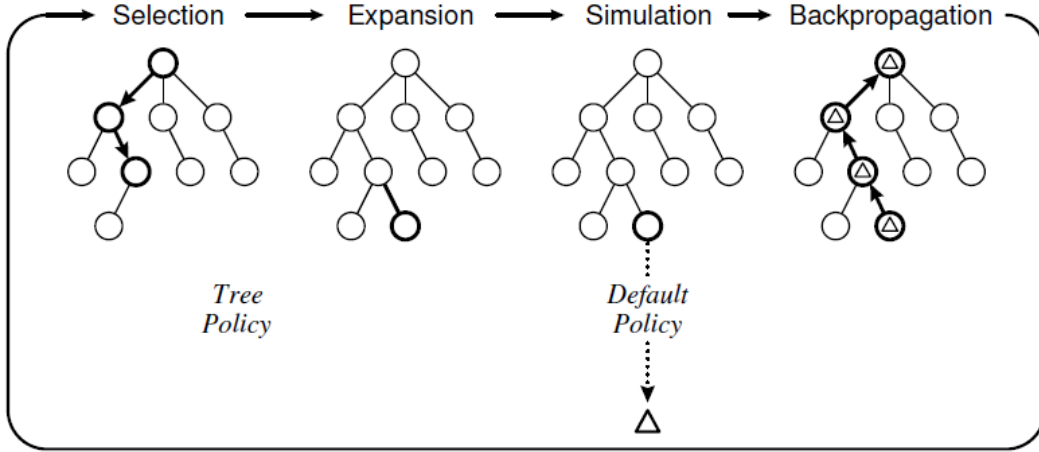 Selection
Expansion
Simulation
Backpropagation
Tree
Policy
Default
Policy